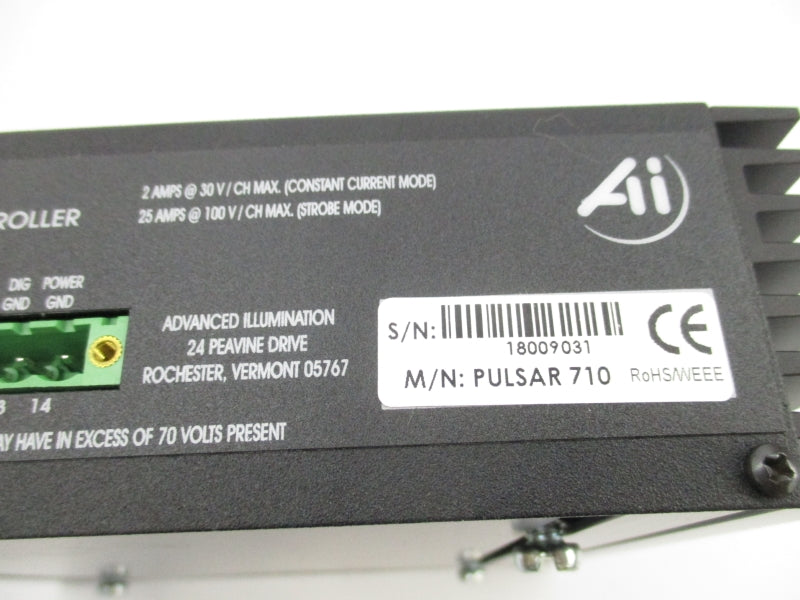 2 AMPS @ 30 V / CH MAX. (CONSTANT CURRENT MODE)
25 AMPS @ 100 V / CH MAX. (STROBE MODE)
ROLLER
Aii
DIG POWER
GND GND
ADVANCED ILLUMINATION
24 PEAVINE DRIVE
ROCHESTER, VERMONT 05767
S/N:
18009031
M/N: PULSAR 710
CE
RoHS/WEEE
14
AY HAVE IN EXCESS OF 70 VOLTS PRESENT